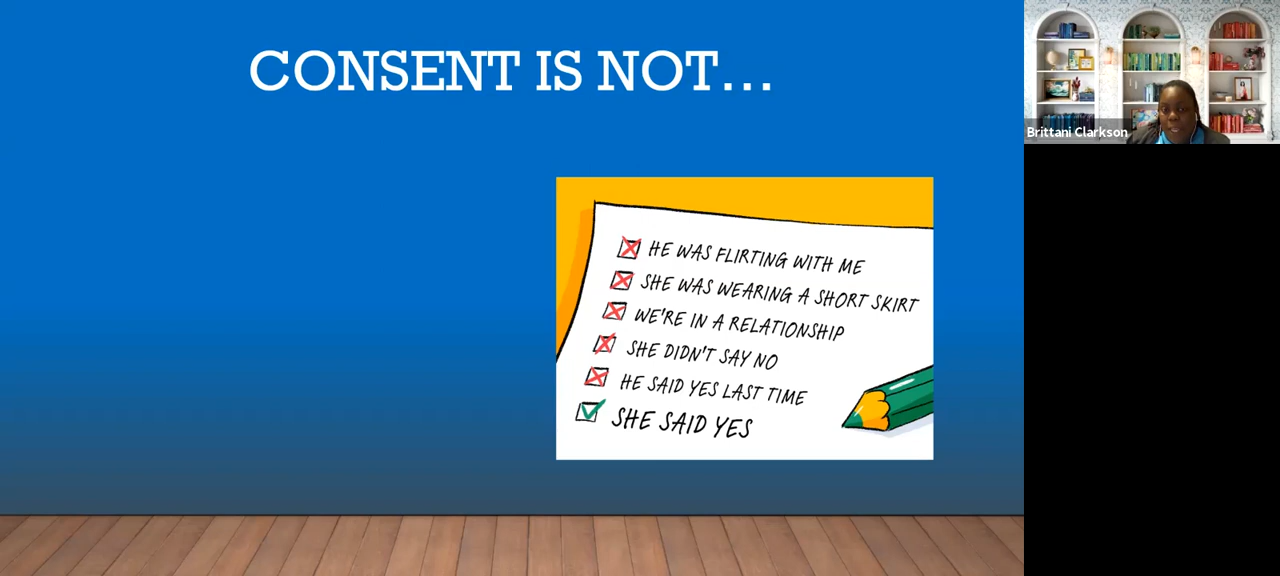 CONSENT IS NOT...
Brittani Clarkson
HE WAS FLIRTING WITH ME
SHE WAS WEARING A SHORT SKIRT
WE'RE IN A RELATIONSHIP
SHE DIDN'T SAY NO
HE SAID YES LAST TIME
SHE SAID YES